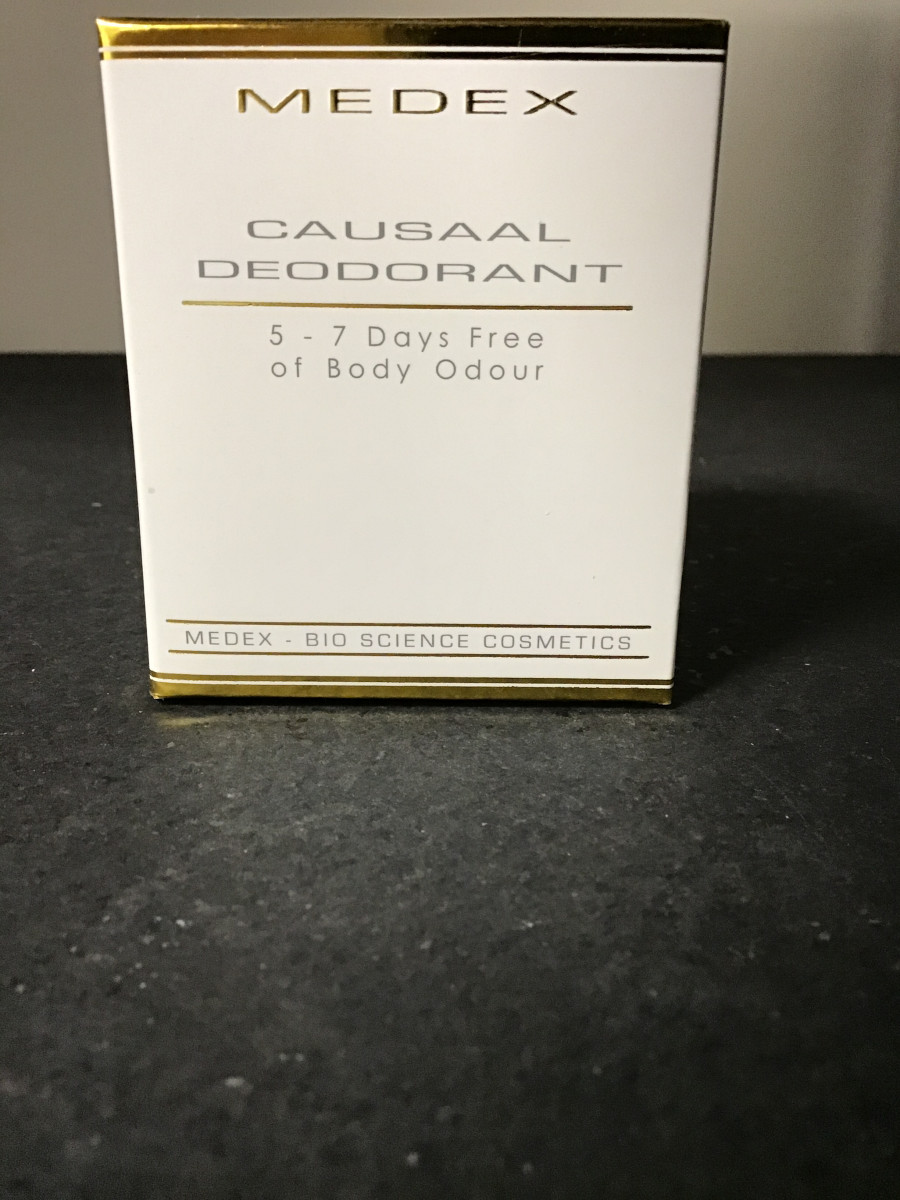 MEDEX
CAUSAAL
DEODORANT
5 - 7 Days Free
of Body Odour
MEDEX - BIO SCIENCE COSMETICS